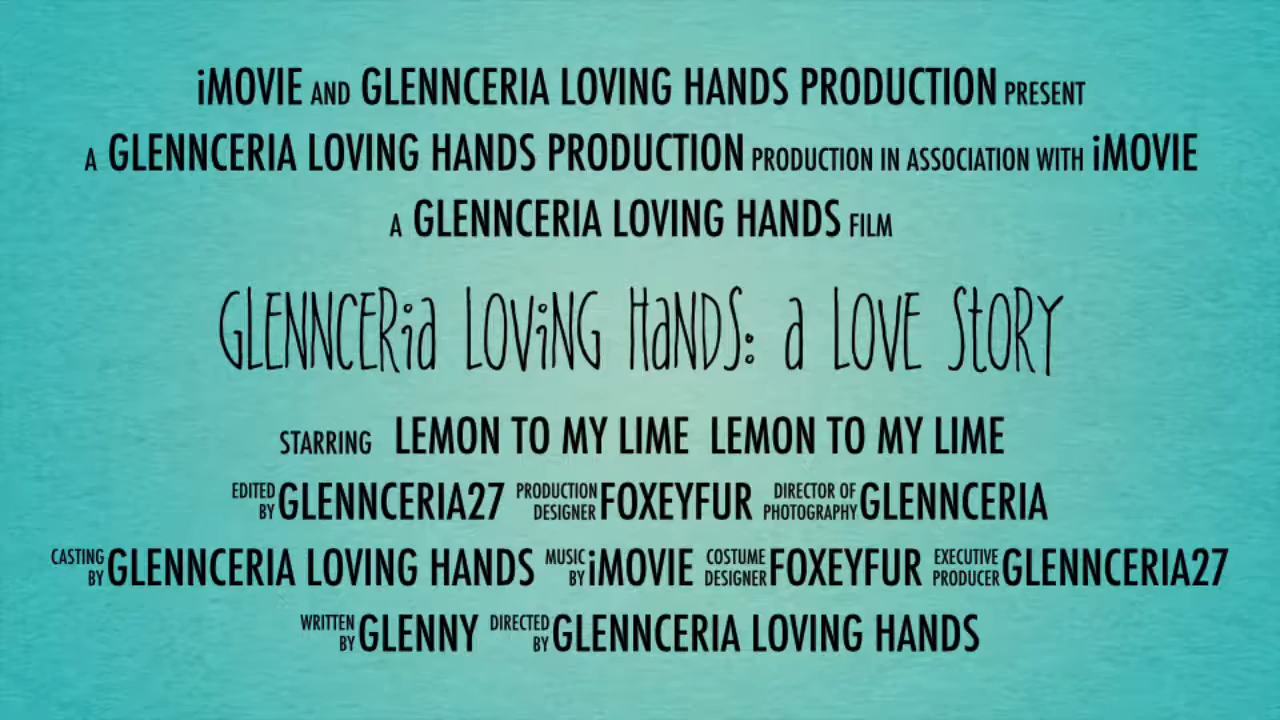 iMOVIE AND GLENNCERIA LOVING HANDS PRODUCTION PRESENT
A GLENNCERIA LOVING HANDS PRODUCTION PRODUCTION IN ASSOCIATION WITH iMOVIE
A GLENNCERIA LOVING HANDS FILM
GLENNCERia LOViNG HaNDS: a LOVE StORY
STARRING LEMON TO MY LIME LEMON TO MY LIME
EDITED BY GLENNCERIA27 PRODUCTION DESIGNER FOXEYFUR DIRECTOR OF PHOTOGRAPHY GLENNCERIA
CASTING BY GLENNCERIA LOVING HANDS MUSIC BY iMOVIE COSTUME DESIGNER FOXEYFUR EXECUTIVE PRODUCER GLENNCERIA27
WRITTEN BY GLENNY DIRECTED BY GLENNCERIA LOVING HANDS